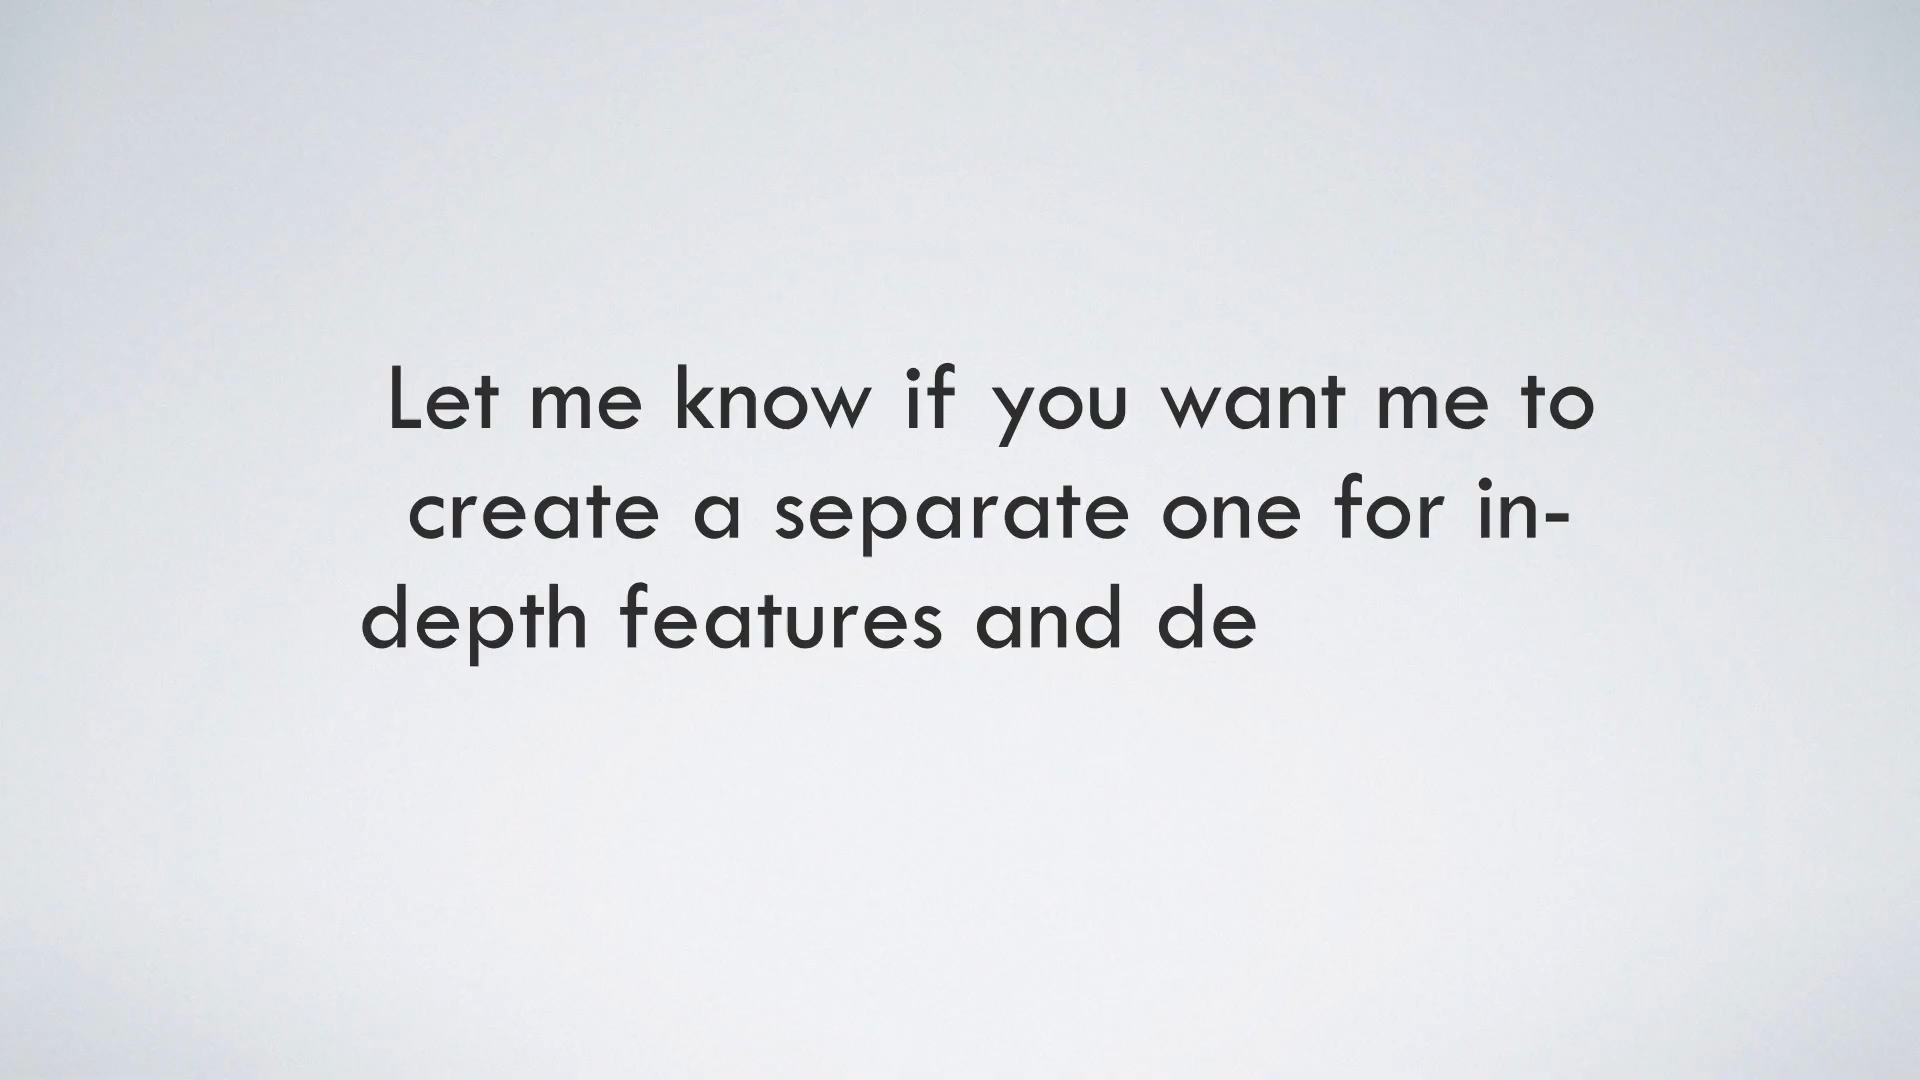 Let me know if you want me to
create a separate one for in-
depth features and de